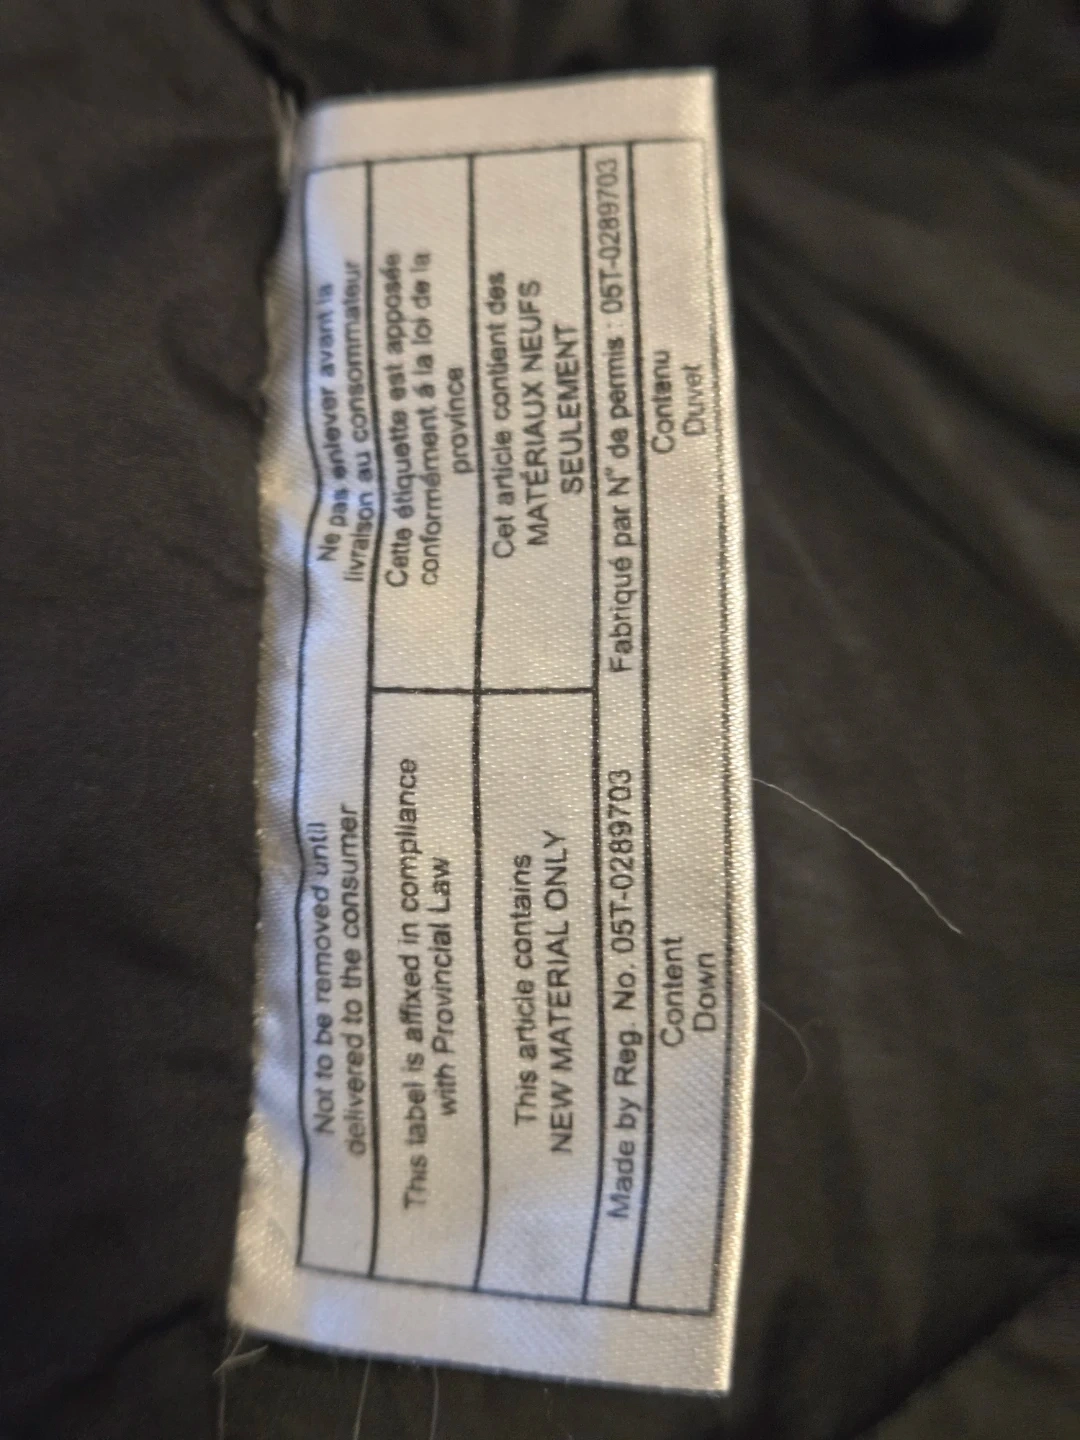 Not to be removed until
delivered to the consumer
Ne pas enlever avant la
livraison au consommateur
This label is affixed in compliance
with Provincial Law
Cette étiquette est apposée
conformément á la loi de la
province
This article contains
NEW MATERIAL ONLY
Cet article contient des
MATÉRIAUX NEUFS
SEULEMENT
Made by Reg. No. 05T-0289703
Fabriqué par N° de permis : 05T-0289703
Content
Down
Contenu
Duvet